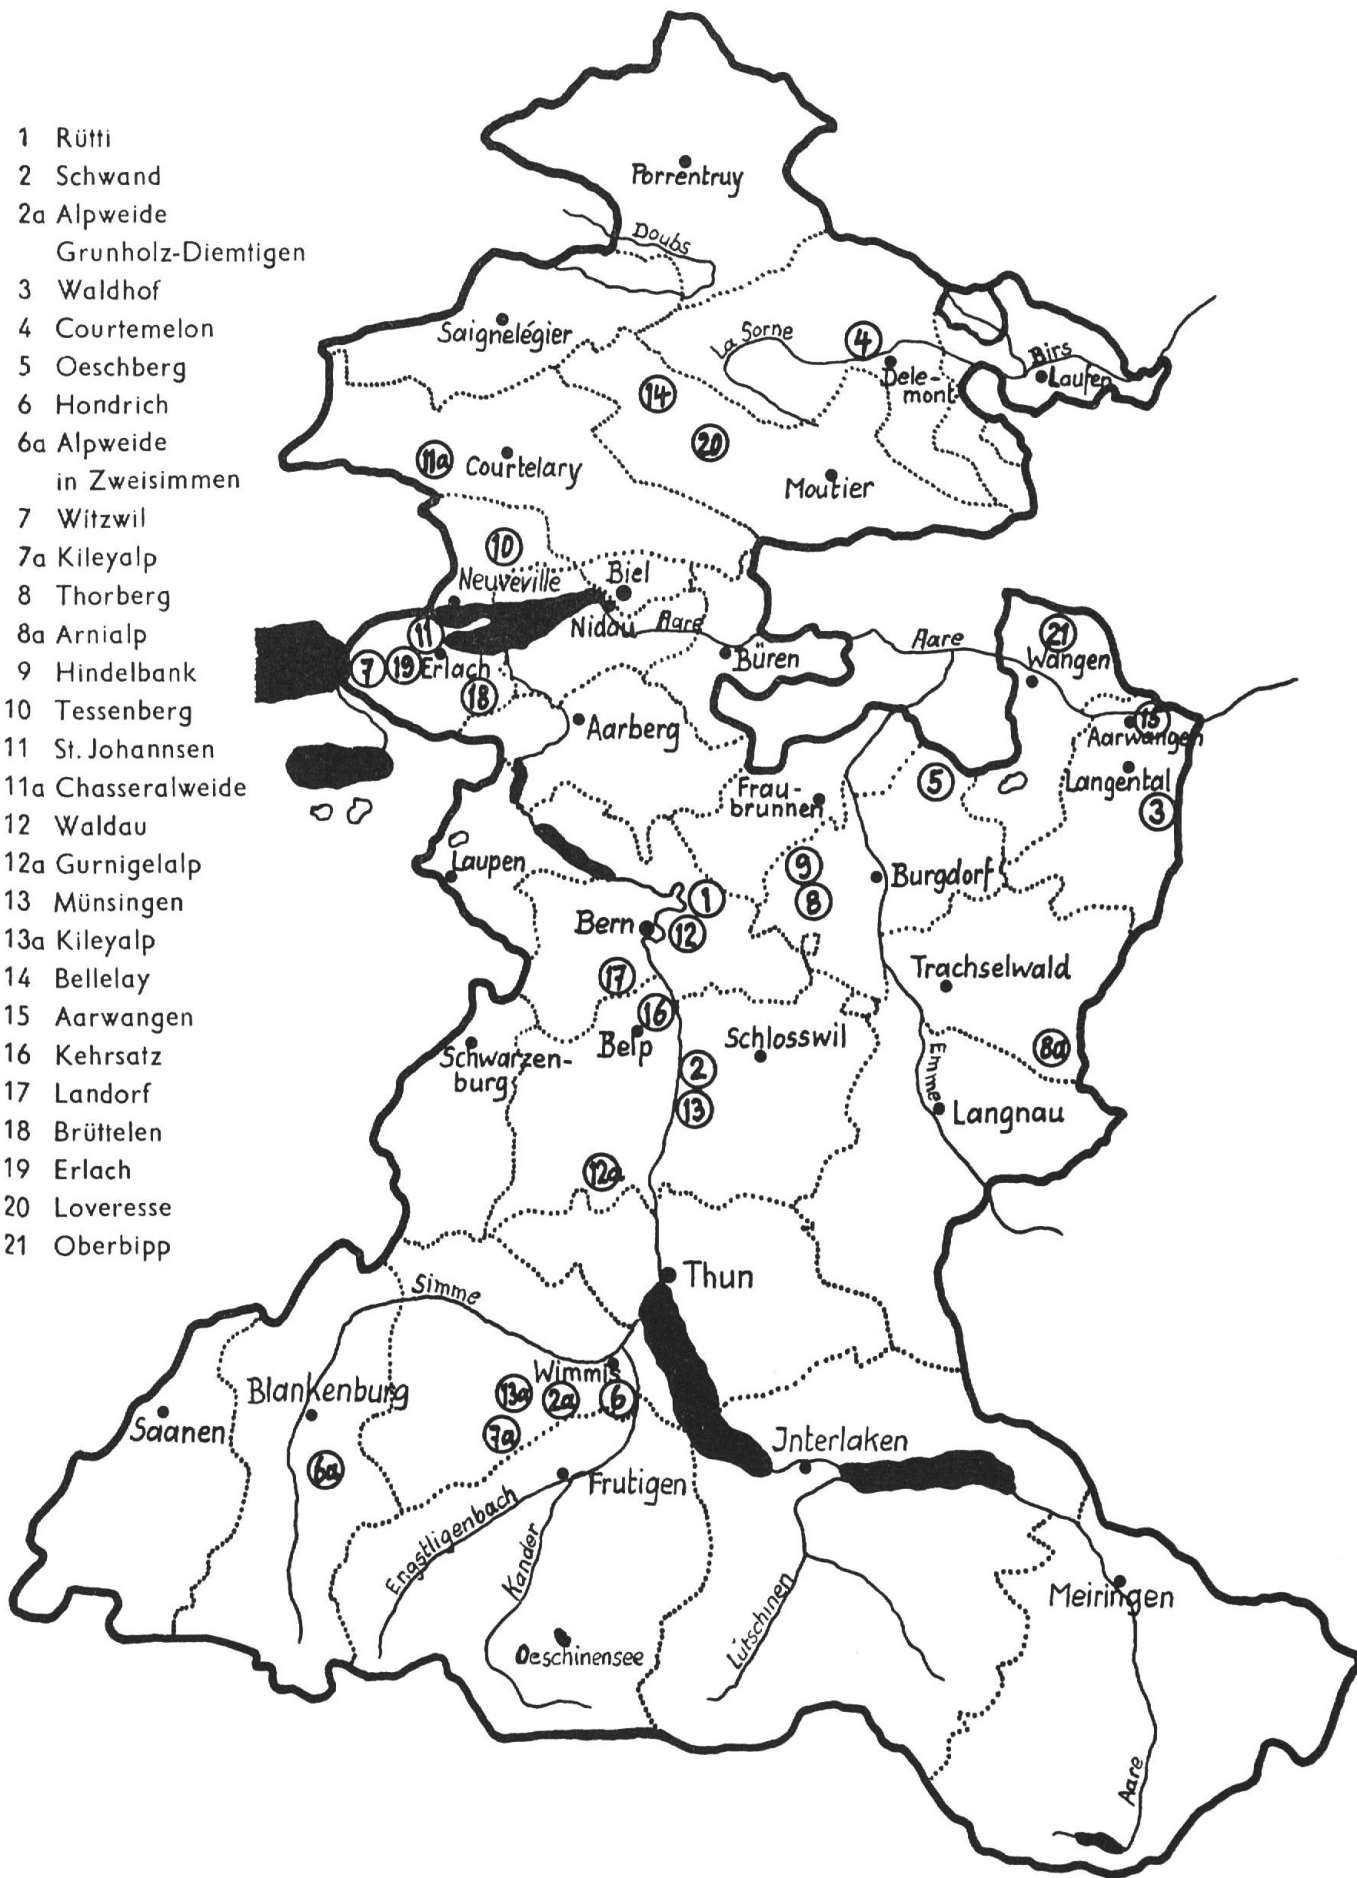 1 Rütti
2 Schwand
2a Alpweide
Grunholz-Diemtigen
3 Waldhof
4 Courtemelon
5 Oeschberg
6 Hondrich
6a Alpweide
in Zweisimmen
7 Witzwil
7a Kileyalp
8 Thorberg
8a Arnialp
9 Hindelbank
10 Tessenberg
11 St. Johannsen
11a Chasseralweide
12 Waldau
12a Gurnigelalp
13 Münsingen
13a Kileyalp
14 Bellelay
15 Aarwangen
16 Kehrsatz
17 Landorf
18 Brüttelen
19 Erlach
20 Loveresse
21 Oberbipp
Porrentruy
Doubs
Saignelégier
La Sorne
4
Dele-
mont
Birs
Laufen
14
20
11a
Courtelary
Moutier
10
Neuveville
Biel
Nidau
Aare
Büren
Aare
21
Wangen
11
7
19
Erlach
18
Aarberg
15
Aarwangen
Langental
3
5
Frau-
brunnen
Laupen
9
8
Burgdorf
1
Bern
12
17
16
Belp
Trachselwald
Schlosswil
8a
Schwarzen-
burg
2
13
Emme
Langnau
12a
Thun
Simme
Wimmis
Blankenburg
13a
2a
6
7a
Saanen
6a
Interlaken
Frutigen
Engstligenbach
Kander
Lütschinen
Meiringen
Oeschinensee
Aare